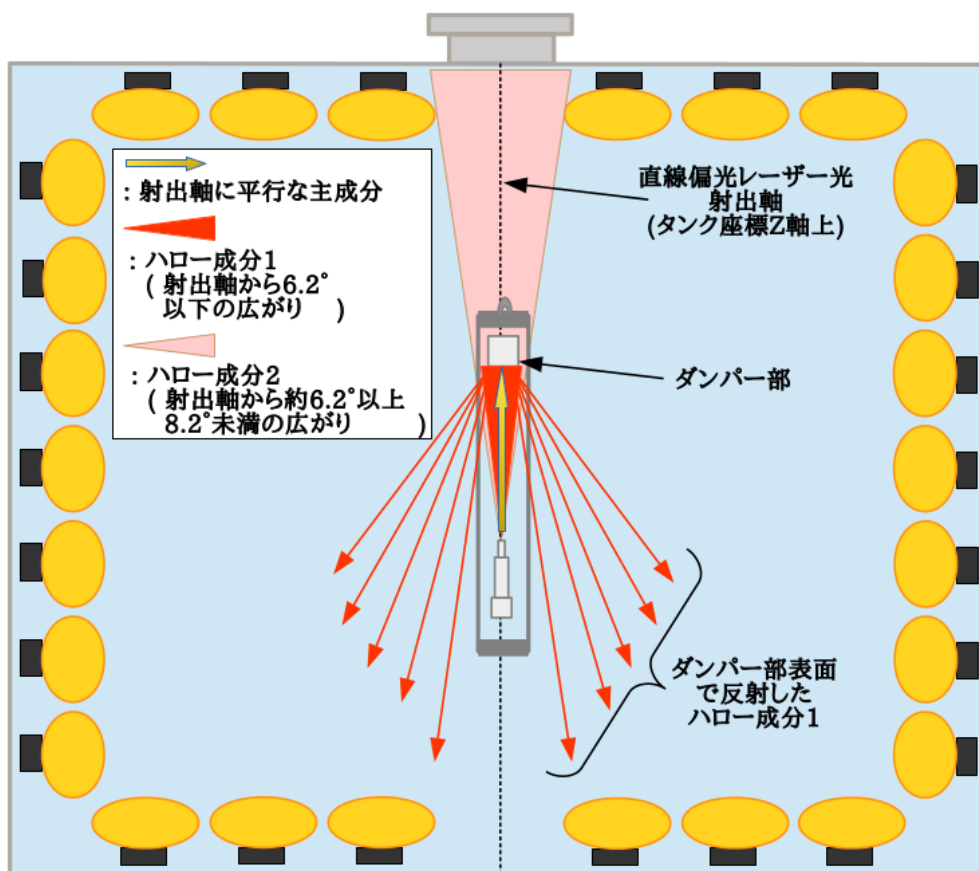 : 射出軸に平行な主成分
: ハロー成分1
( 射出軸から6.2°
以下の広がり )
: ハロー成分2
( 射出軸から約6.2°以上
8.2°未満の広がり )
直線偏光レーザー光
射出軸
(タンク座標Z軸上)
ダンパー部
ダンパー部表面
で反射した
ハロー成分1